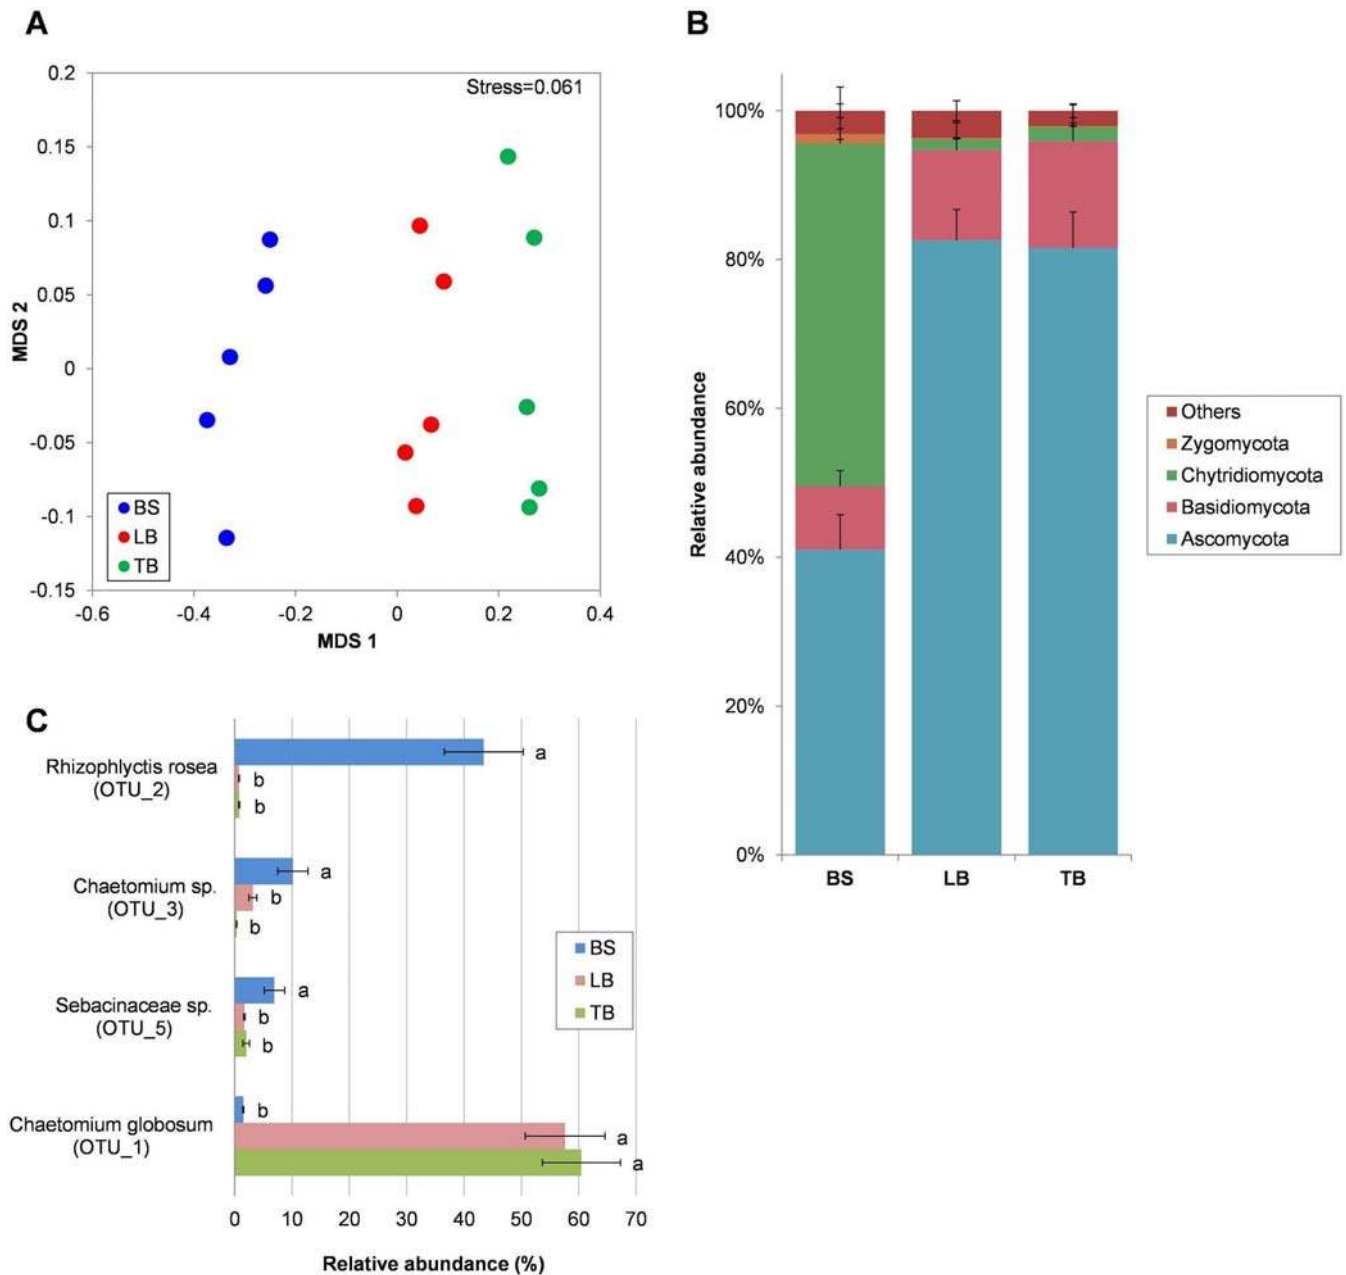 A
Stress=0.061
0.2
0.15
0.1
0.05
0
-0.05
-0.1
-0.15
MDS 2
BS
LB
TB
-0.6
-0.4
-0.2
0
0.2
0.4
MDS 1
B
100%
80%
60%
40%
20%
0%
Relative abundance
BS
LB
TB
Others
Zygomycota
Chytridiomycota
Basidiomycota
Ascomycota
C
Rhizophlyctis rosea
(OTU_2)
a
b
b
Chaetomium sp.
(OTU_3)
a
b
b
Sebacinaceae sp.
(OTU_5)
a
b
b
Chaetomium globosum
(OTU_1)
b
a
a
BS
LB
TB
0 10 20 30 40 50 60 70
Relative abundance (%)